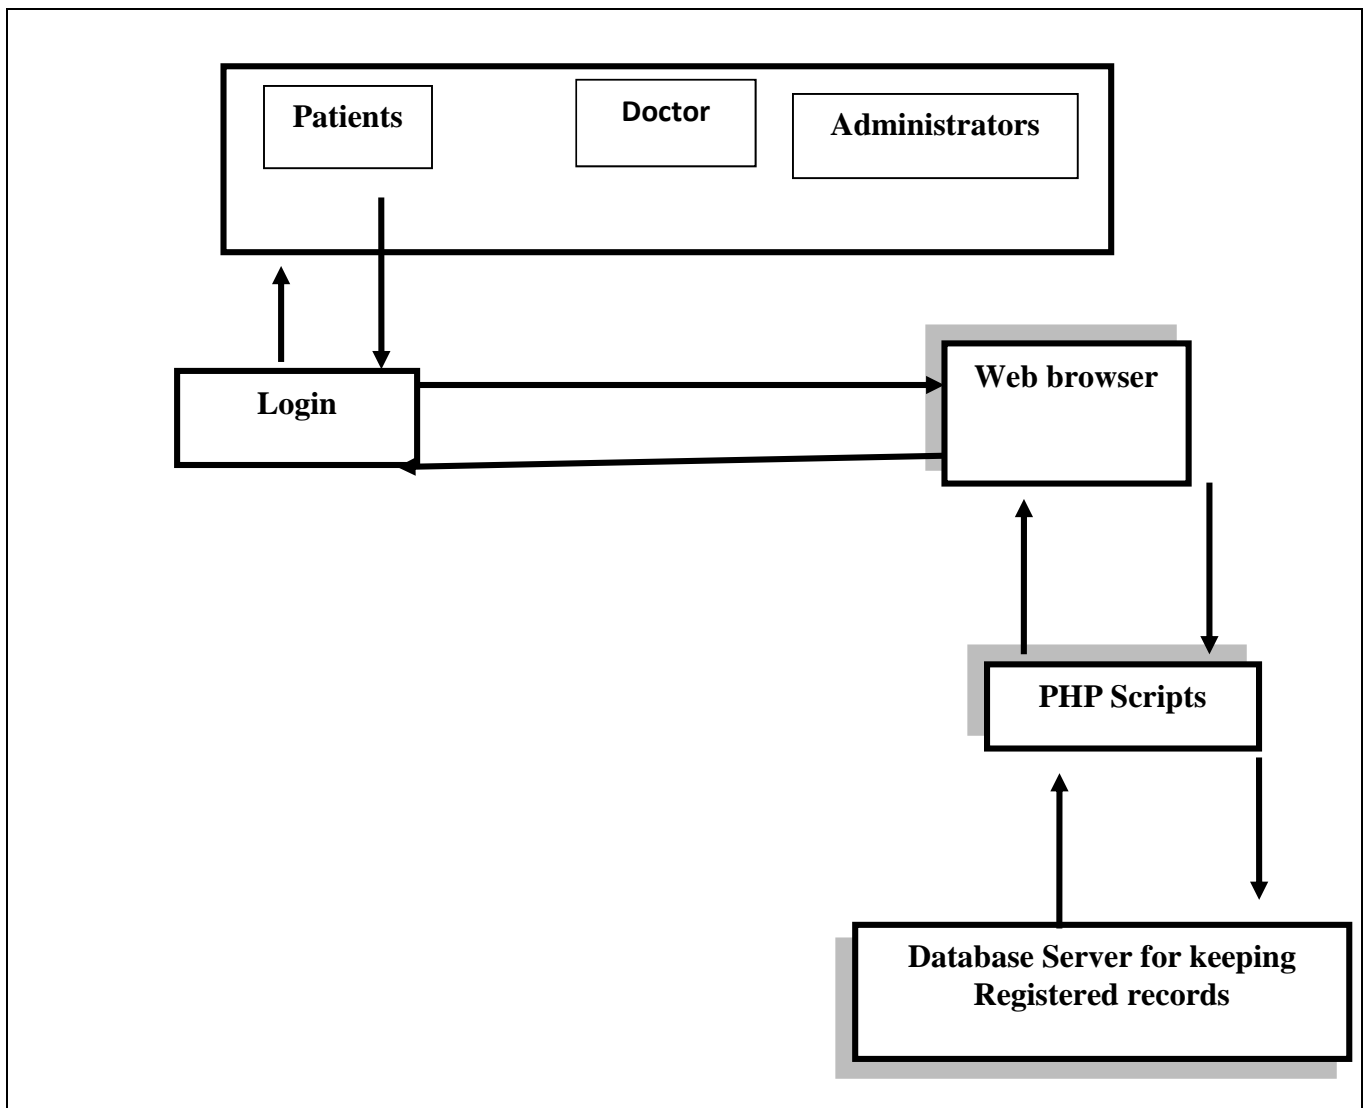 Patients
Doctor
Administrators
Login
Web browser
PHP Scripts
Database Server for keeping
Registered records